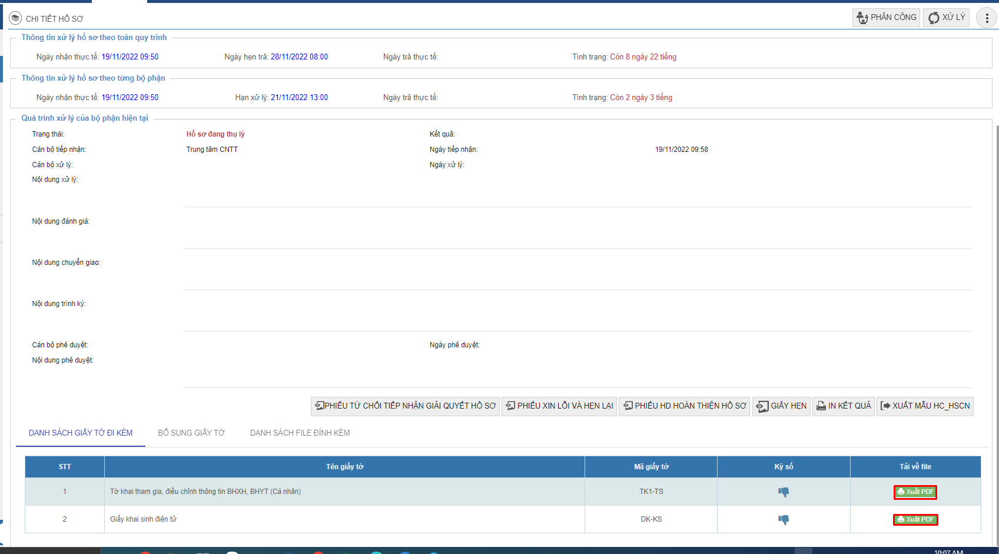 CHI TIẾT HỒ SƠ
PHÂN CÔNG
XỬ LÝ
Thông tin xử lý hồ sơ theo toàn quy trình
Ngày nhận thực tế: 19/11/2022 09:50
Ngày hẹn trả: 28/11/2022 08:00
Ngày trả thực tế:
Tình trạng: Còn 8 ngày 22 tiếng
Thông tin xử lý hồ sơ theo từng bộ phận
Ngày nhận thực tế: 19/11/2022 09:50
Hạn xử lý: 21/11/2022 13:00
Ngày trả thực tế:
Tình trạng: Còn 2 ngày 3 tiếng
Quá trình xử lý của bộ phận hiện tại
Trạng thái: Hồ sơ đang thụ lý
Kết quả:
Cán bộ tiếp nhận: Trung tâm CNTT
Ngày tiếp nhận: 19/11/2022 09:58
Cán bộ xử lý:
Ngày xử lý:
Nội dung xử lý:
Nội dung đánh giá:
Nội dung chuyển giao:
Nội dung trình ký:
Cán bộ phê duyệt:
Ngày phê duyệt:
Nội dung phê duyệt:
PHIẾU TỪ CHỐI TIẾP NHẬN GIẢI QUYẾT HỒ SƠ
PHIẾU XIN LỖI VÀ HẸN LẠI
PHIẾU HD HOÀN THIỆN HỒ SƠ
GIẤY HẸN
IN KẾT QUẢ
XUẤT MẪU HC_HSCN
DANH SÁCH GIẤY TỜ ĐI KÈM
BỔ SUNG GIẤY TỜ
DANH SÁCH FILE ĐÍNH KÈM
STT Tên giấy tờ Mã giấy tờ Ký số Tải về file
1 Tờ khai tham gia, điều chỉnh thông tin BHXH, BHYT (Cá nhân) TK1-TS Xuất PDF
2 Giấy khai sinh điện tử DK-KS Xuất PDF
10:07 AM